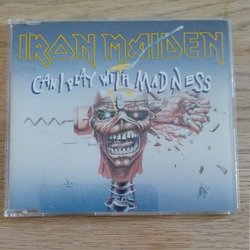 IRON MAIDEN
CAN I PLAY WITH MADNESS